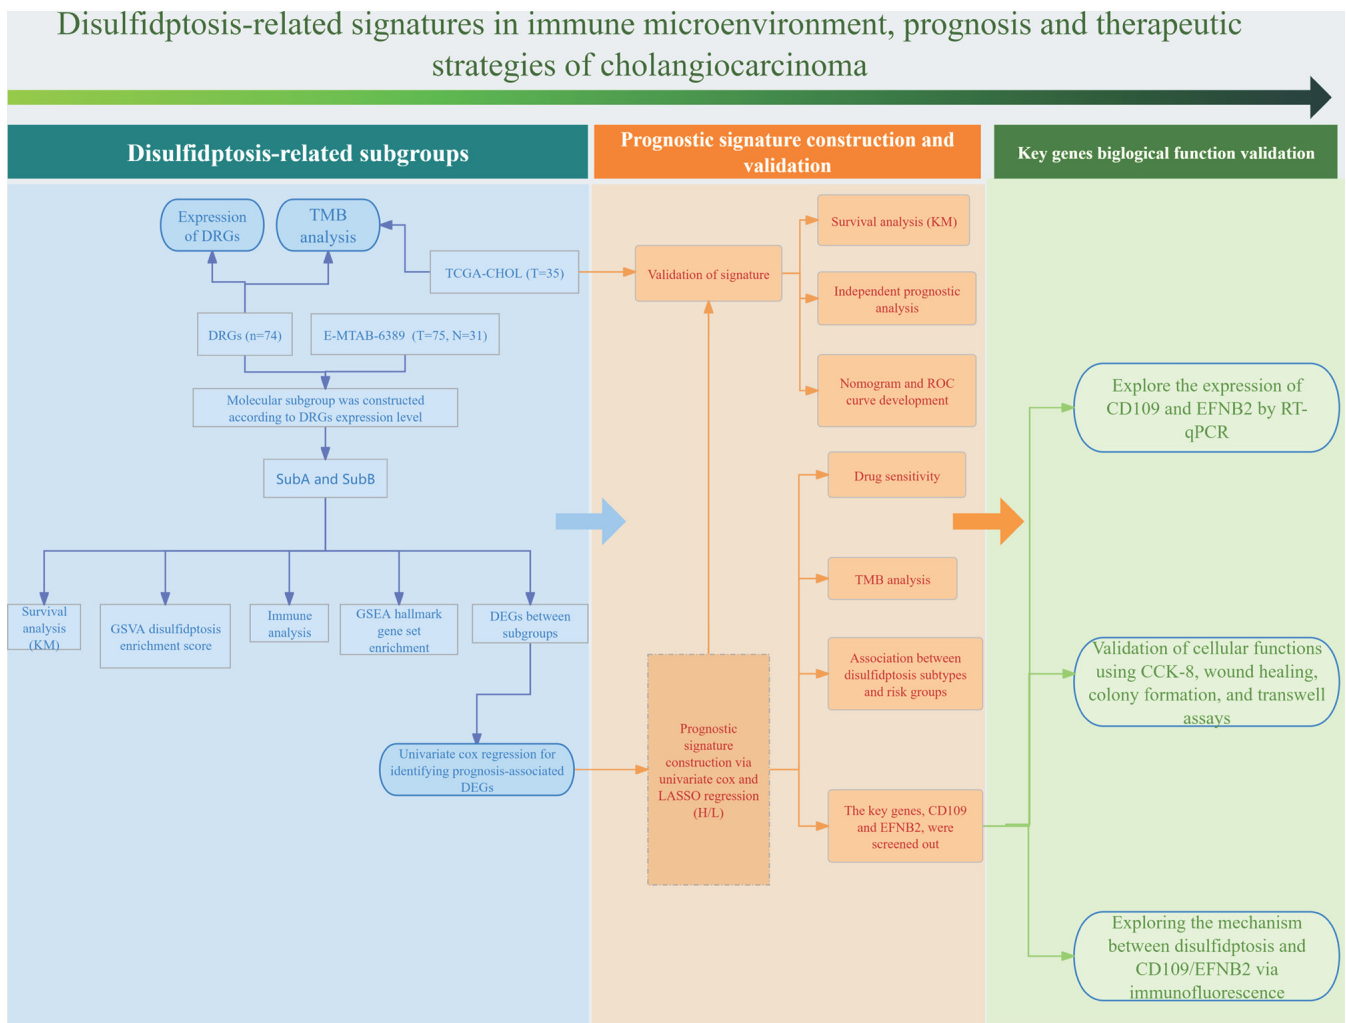 Disulfidptosis-related signatures in immune microenvironment, prognosis and therapeutic
strategies of cholangiocarcinoma
Disulfidptosis-related subgroups
Expression
of DRGs
TMB
analysis
TCGA-CHOL (T=35)
DRGs (n=74)
E-MTAB-6389 (T=75, N=31)
Molecular subgroup was constructed
according to DRGs expression level
SubA and SubB
Survival
analysis
(KM)
GSVA disulfidptosis
enrichment score
Immune
analysis
GSEA hallmark
gene set
enrichment
DEGs between
subgroups
Univariate cox regression for
identifying prognosis-associated
DEGs
Prognostic signature construction and
validation
Validation of signature
Survival analysis (KM)
Independent prognostic
analysis
Nomogram and ROC
curve development
Prognostic
signature
construction via
univariate cox and
LASSO regression
(H/L)
Drug sensitivity
TMB analysis
Association between
disulfidptosis subtypes
and risk groups
The key genes, CD109
and EFNB2, were
screened out
Key genes biglogical function validation
Explore the expression of
CD109 and EFNB2 by RT-
qPCR
Validation of cellular functions
using CCK-8, wound healing,
colony formation, and transwell
assays
Exploring the mechanism
between disulfidptosis and
CD109/EFNB2 via
immunofluorescence